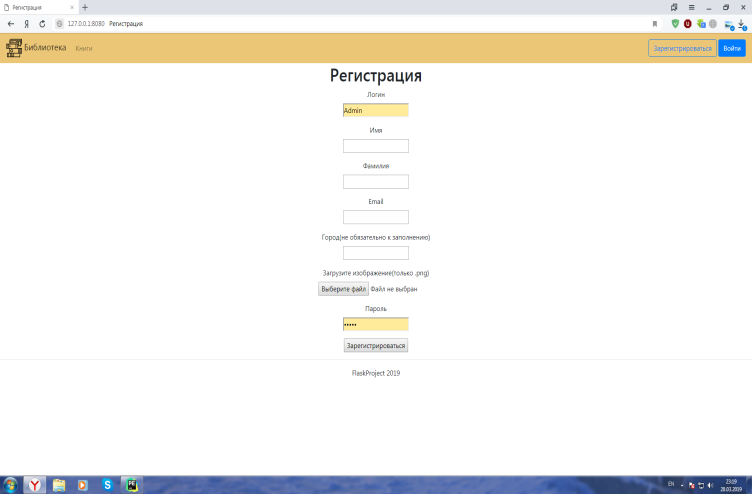 Регистрация
127.0.0.1:8080 Регистрация
Библиотека Книги Зарегистрироваться Войти
Регистрация
Логин
Admin
Имя
Фамилия
Email
Город(не обязательно к заполнению)
Загрузите изображение(только .png)
Выберите файл Файл не выбран
Пароль
•••••
Зарегистрироваться
FlaskProject 2019
EN 23:19
28.03.2019